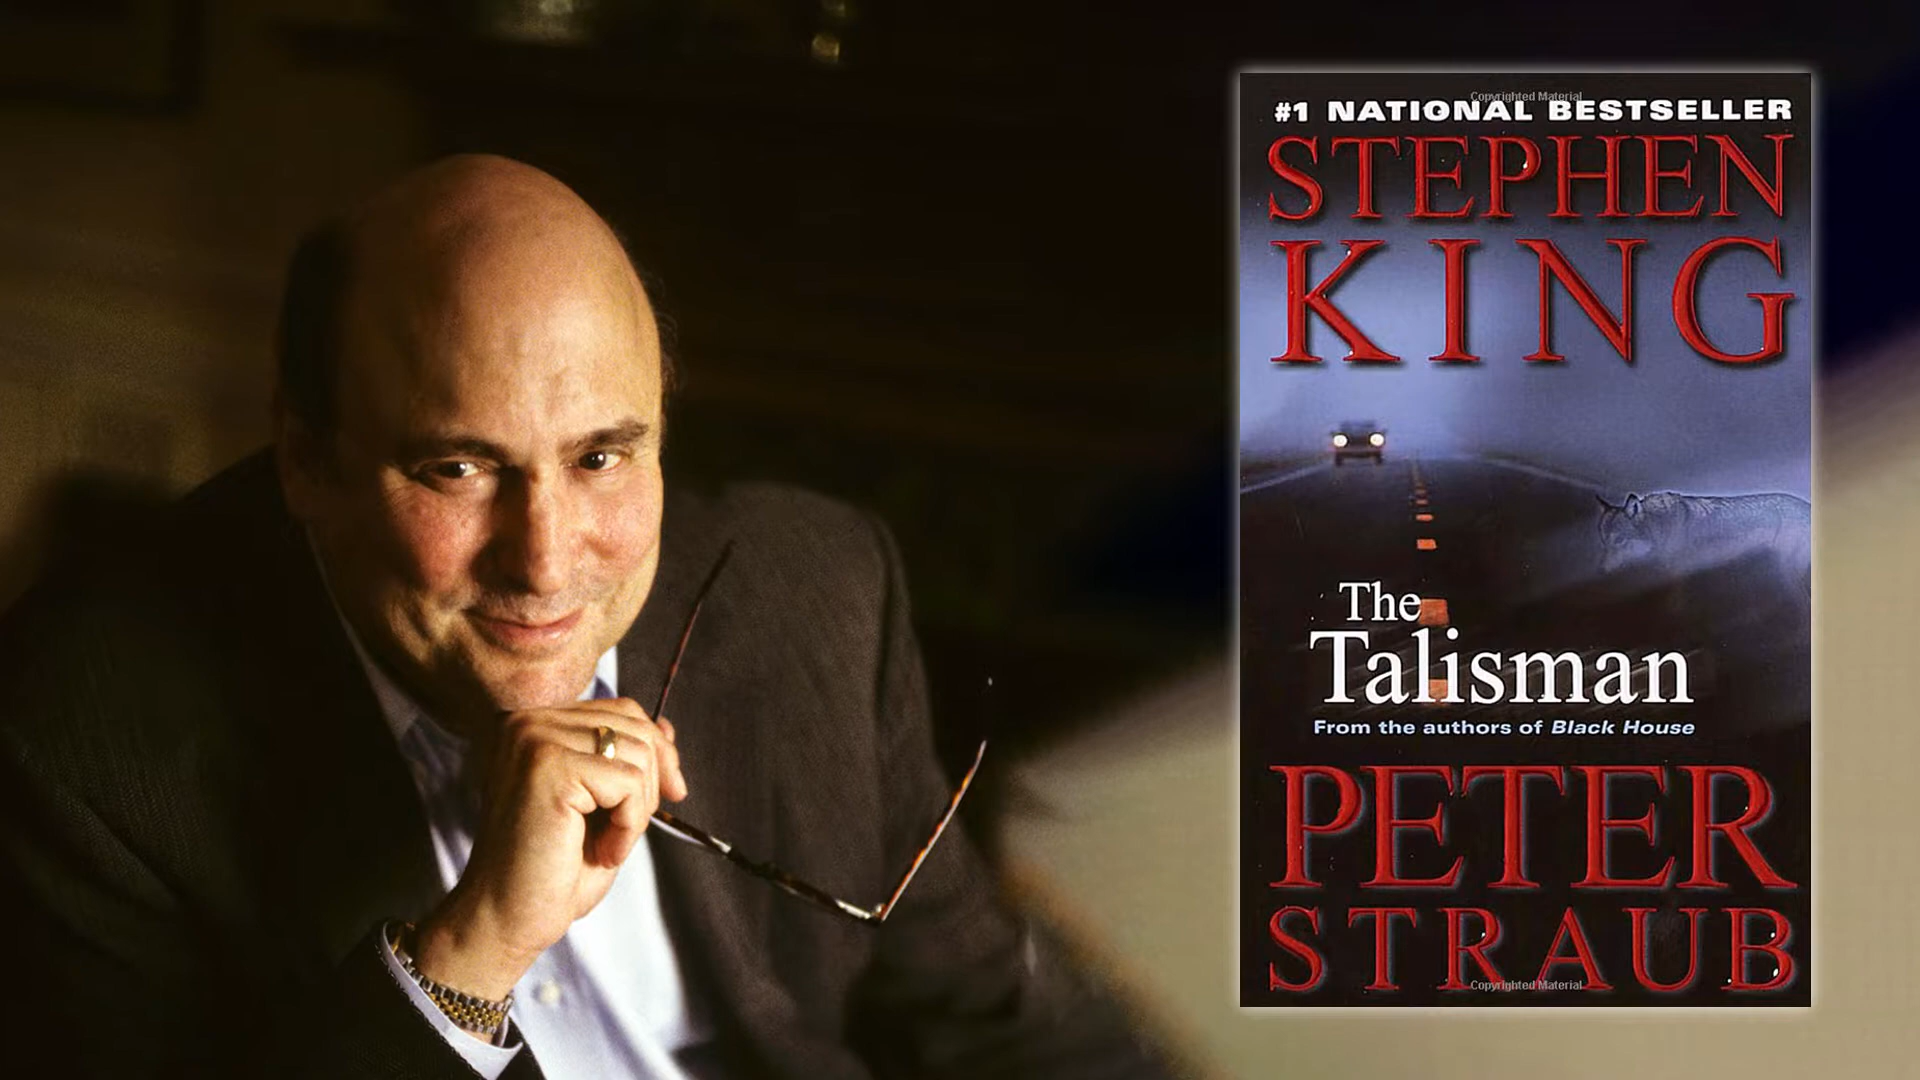 Copyrighted Material
#1 NATIONAL BESTSELLER
STEPHEN
KING
The
Talisman
From the authors of Black House
PETER
STRAUB
Copyrighted Material